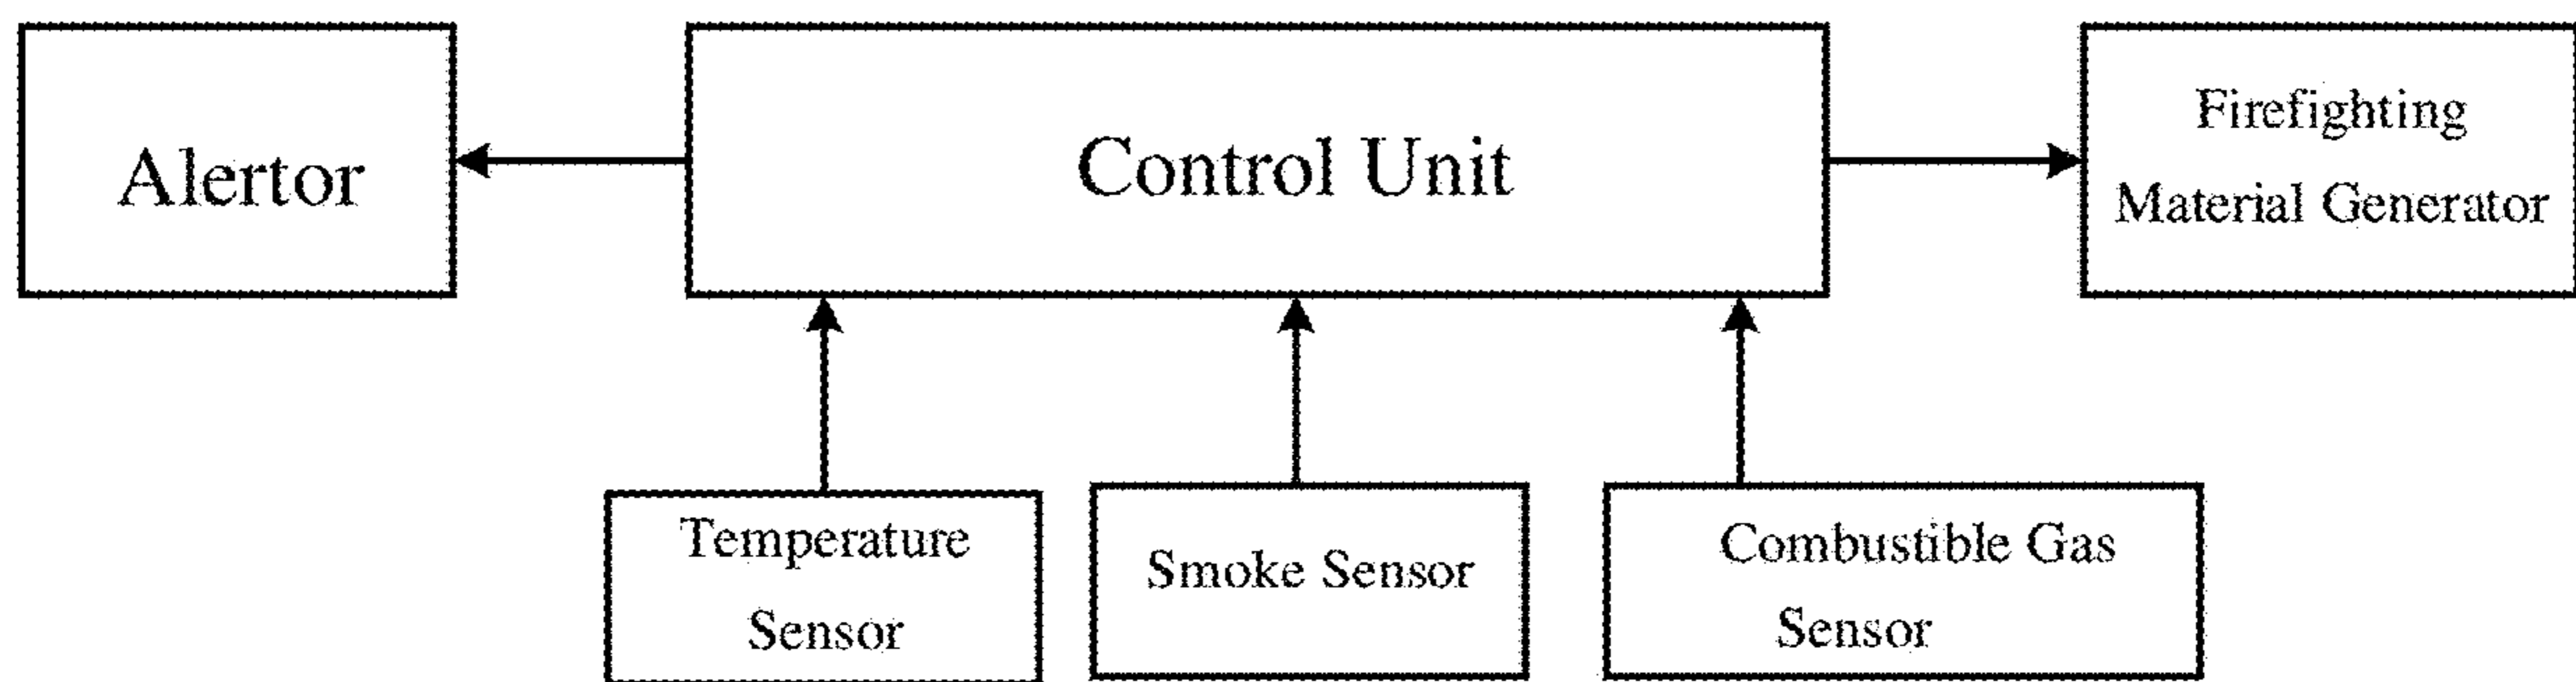 Alertor
Control Unit
Firefighting
Material Generator
Temperature
Sensor
Smoke Sensor
Combustible Gas
Sensor